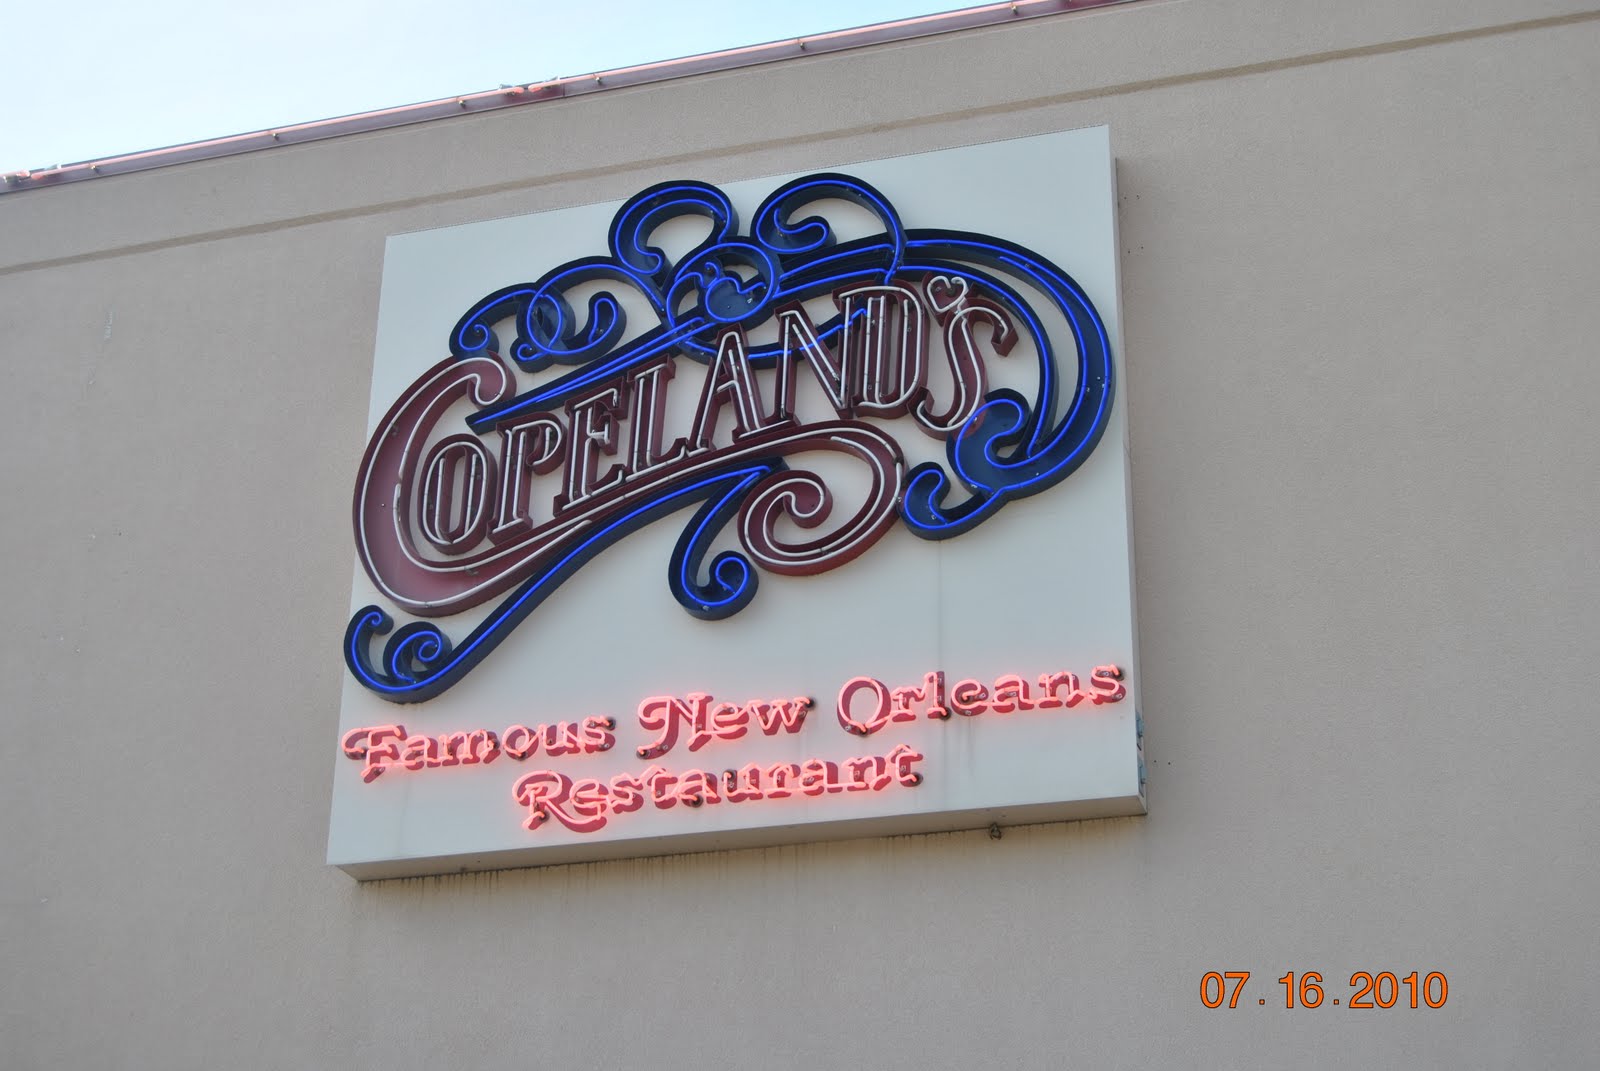 COPELAND'S
Famous New Orleans
Restaurant
07.16.2010